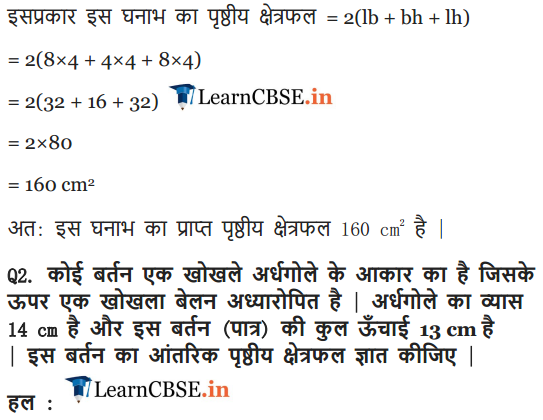 इसप्रकार इस घनाभ का पृष्ठीय क्षेत्रफल = 2(lb + bh + lh)
= 2(8×4 + 4×4 + 8×4)
= 2(32 + 16 + 32) LearnCBSE.in
= 2×80
= 160 cm²
अतः इस घनाभ का प्राप्त पृष्ठीय क्षेत्रफल 160 cm² है |
Q2. कोई बर्तन एक खोखले अर्धगोले के आकार का है जिसके
ऊपर एक खोखला बेलन अध्यारोपित है | अर्धगोले का व्यास
14 cm है और इस बर्तन (पात्र) की कुल ऊँचाई 13 cm है
| इस बर्तन का आंतरिक पृष्ठीय क्षेत्रफल ज्ञात कीजिए |
हल : LearnCBSE.in